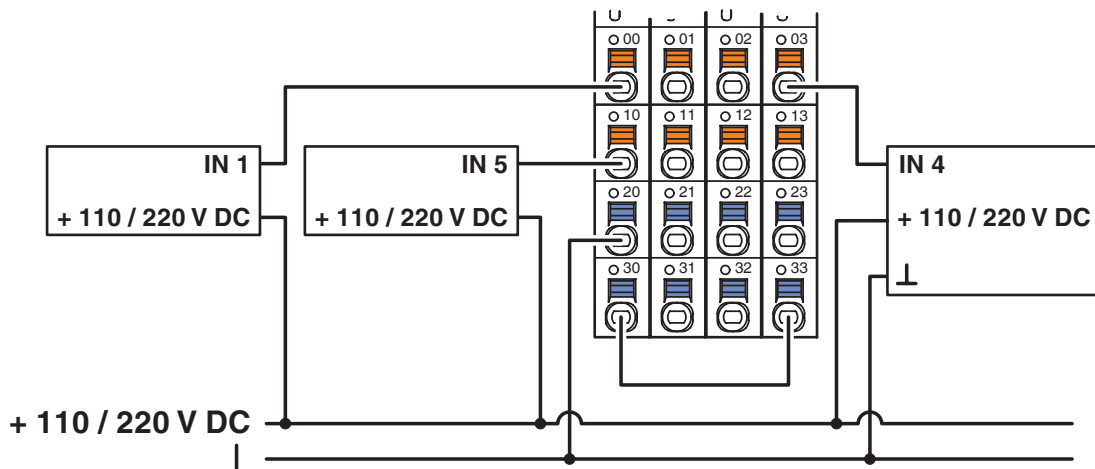 00 01 02 03
10 11 12 13
IN 1
IN 5
IN 4
20 21 22 23
+ 110 / 220 V DC
+ 110 / 220 V DC
+ 110 / 220 V DC
30 31 32 33
+ 110 / 220 V DC